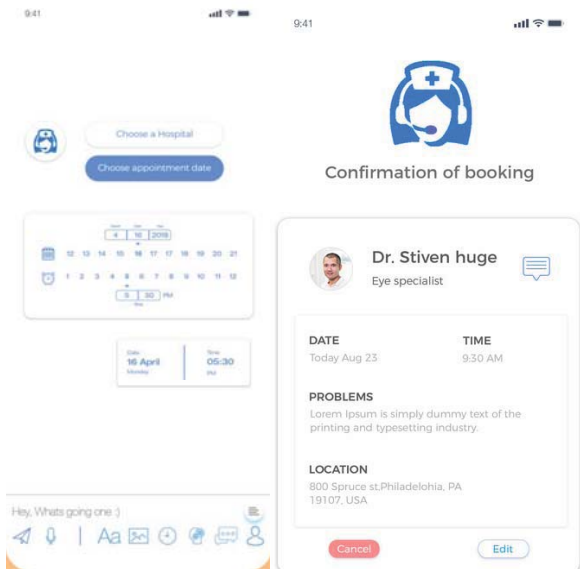 9:41
Choose a Hospital
Choose appointment date
4 16 2019
12 13 14 15 16 17 17 18 19 20 21
1 2 3 4 5 6 7 8 9 10 11 12
5 30 PM
Date
16 April
Monday
Time
05:30
PM
Hey, Whats going one :)
Aa
9:41
Confirmation of booking
Dr. Stiven huge
Eye specialist
DATE
Today Aug 23
TIME
9:30 AM
PROBLEMS
Lorem Ipsum is simply dummy text of the
printing and typesetting industry.
LOCATION
800 Spruce st,Philadelohia, PA
19107, USA
Cancel
Edit